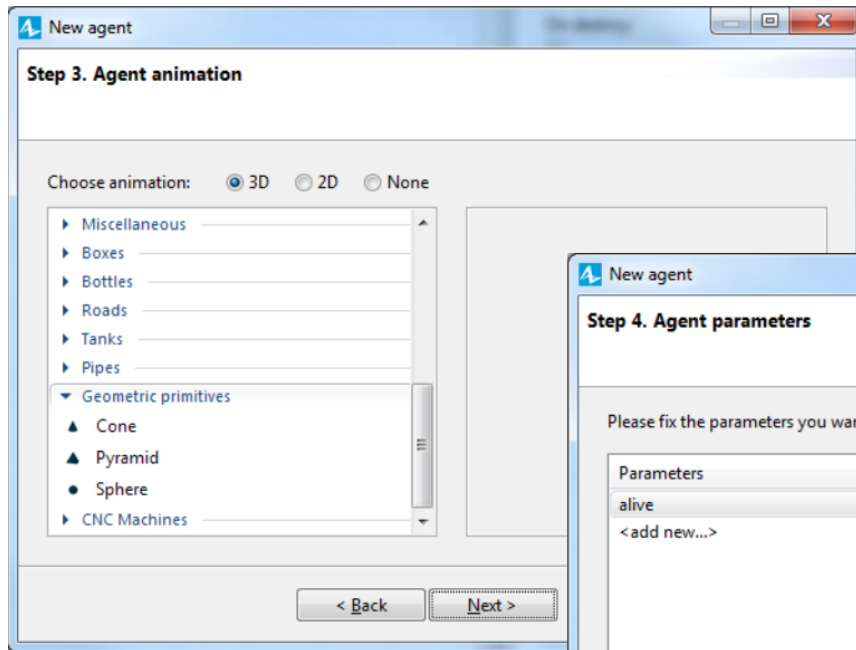 New agent
Step 3. Agent animation
Choose animation: 3D 2D None
Miscellaneous
Boxes
Bottles
Roads
Tanks
Pipes
Geometric primitives
Cone
Pyramid
Sphere
CNC Machines
< Back Next >
New agent
Step 4. Agent parameters
Please fix the parameters you
Parameters
alive
<add new...>